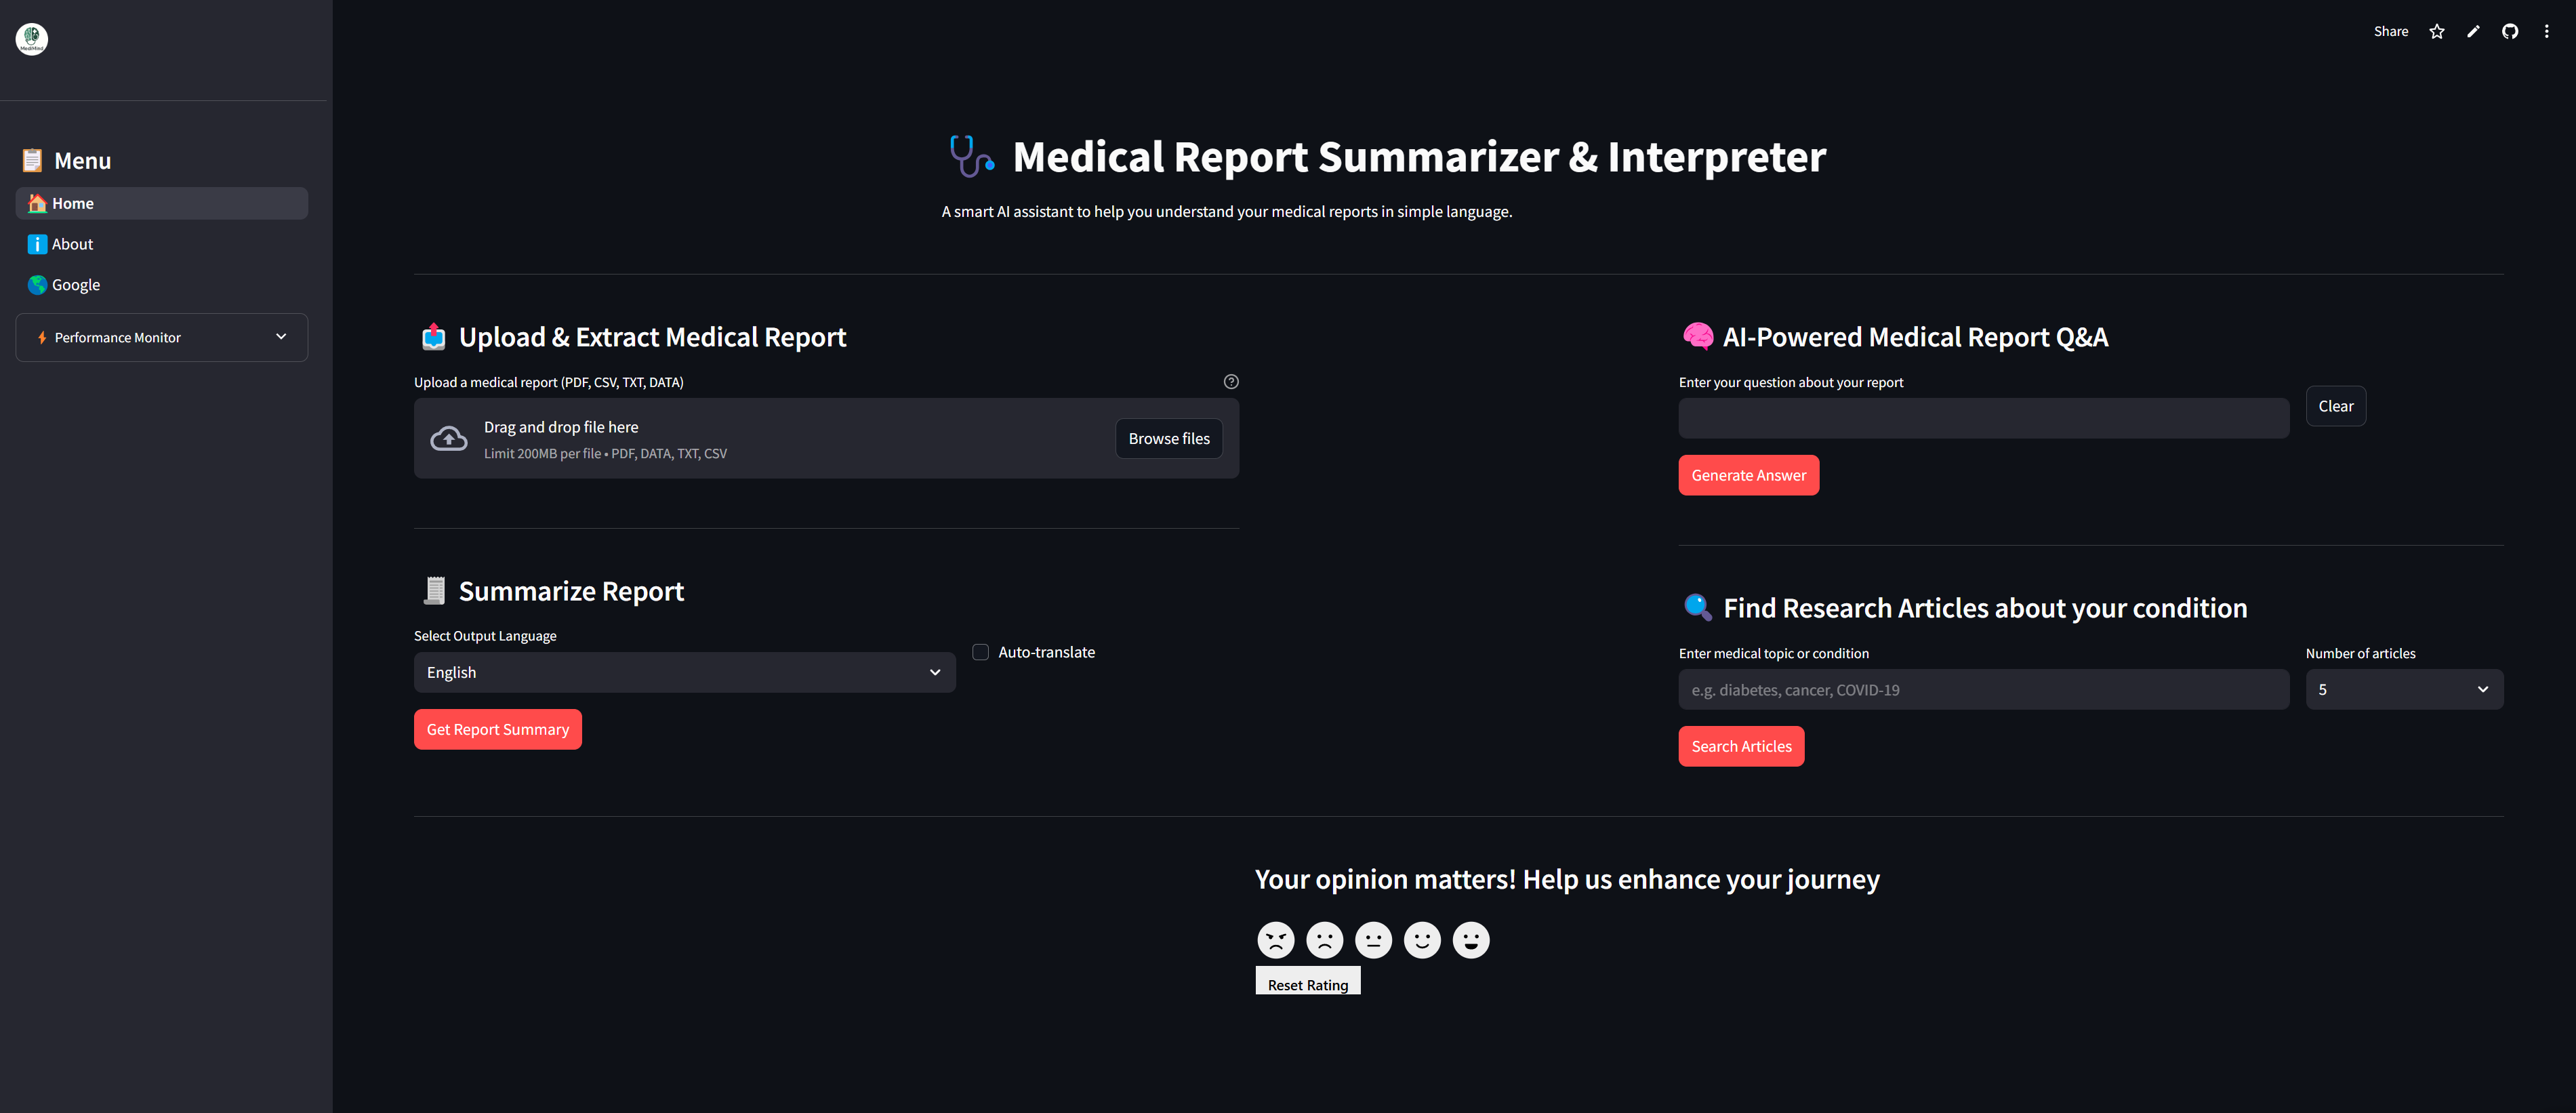 MediMind
Share
Menu
Home
About
Google
Performance Monitor
Medical Report Summarizer & Interpreter
A smart AI assistant to help you understand your medical reports in simple language.
Upload & Extract Medical Report
Upload a medical report (PDF, CSV, TXT, DATA)
Drag and drop file here
Limit 200MB per file • PDF, DATA, TXT, CSV
Browse files
Summarize Report
Select Output Language
English
Auto-translate
Get Report Summary
AI-Powered Medical Report Q&A
Enter your question about your report
Clear
Generate Answer
Find Research Articles about your condition
Enter medical topic or condition
e.g. diabetes, cancer, COVID-19
Number of articles
5
Search Articles
Your opinion matters! Help us enhance your journey
Reset Rating